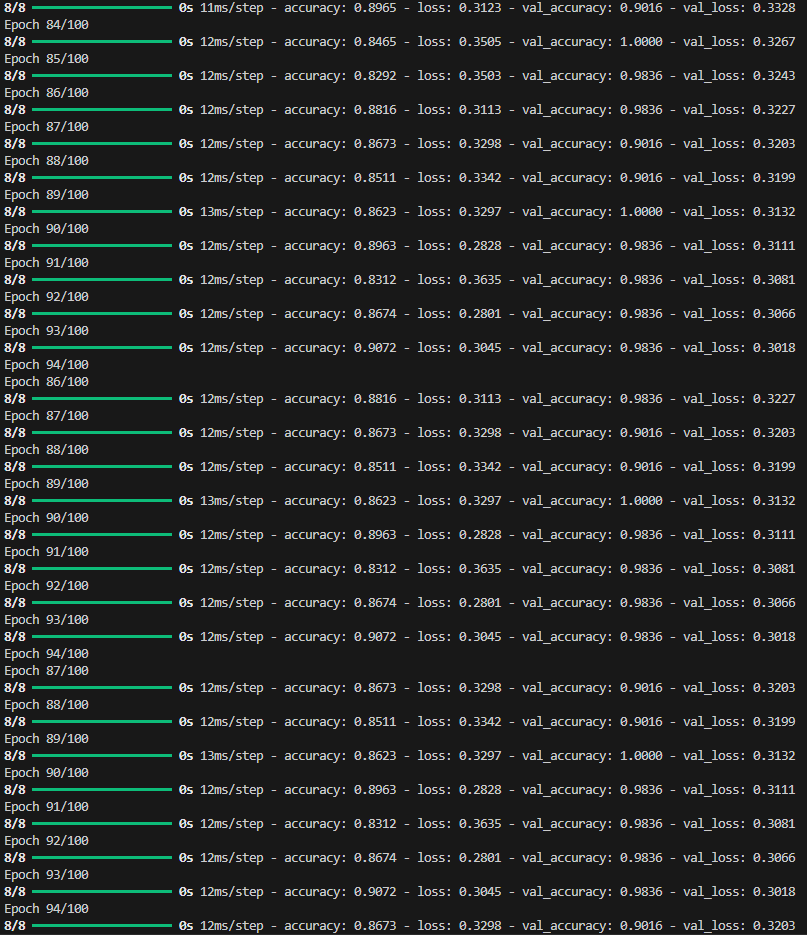 8/8 0s 11ms/step - accuracy: 0.8965 - loss: 0.3123 - val_accuracy: 0.9016 - val_loss: 0.3328
Epoch 84/100
8/8 0s 12ms/step - accuracy: 0.8465 - loss: 0.3505 - val_accuracy: 1.0000 - val_loss: 0.3267
Epoch 85/100
8/8 0s 12ms/step - accuracy: 0.8292 - loss: 0.3503 - val_accuracy: 0.9836 - val_loss: 0.3243
Epoch 86/100
8/8 0s 12ms/step - accuracy: 0.8816 - loss: 0.3113 - val_accuracy: 0.9836 - val_loss: 0.3227
Epoch 87/100
8/8 0s 12ms/step - accuracy: 0.8673 - loss: 0.3298 - val_accuracy: 0.9016 - val_loss: 0.3203
Epoch 88/100
8/8 0s 12ms/step - accuracy: 0.8511 - loss: 0.3342 - val_accuracy: 0.9016 - val_loss: 0.3199
Epoch 89/100
8/8 0s 13ms/step - accuracy: 0.8623 - loss: 0.3297 - val_accuracy: 1.0000 - val_loss: 0.3132
Epoch 90/100
8/8 0s 12ms/step - accuracy: 0.8963 - loss: 0.2828 - val_accuracy: 0.9836 - val_loss: 0.3111
Epoch 91/100
8/8 0s 12ms/step - accuracy: 0.8312 - loss: 0.3635 - val_accuracy: 0.9836 - val_loss: 0.3081
Epoch 92/100
8/8 0s 12ms/step - accuracy: 0.8674 - loss: 0.2801 - val_accuracy: 0.9836 - val_loss: 0.3066
Epoch 93/100
8/8 0s 12ms/step - accuracy: 0.9072 - loss: 0.3045 - val_accuracy: 0.9836 - val_loss: 0.3018
Epoch 94/100
Epoch 86/100
8/8 0s 12ms/step - accuracy: 0.8816 - loss: 0.3113 - val_accuracy: 0.9836 - val_loss: 0.3227
Epoch 87/100
8/8 0s 12ms/step - accuracy: 0.8673 - loss: 0.3298 - val_accuracy: 0.9016 - val_loss: 0.3203
Epoch 88/100
8/8 0s 12ms/step - accuracy: 0.8511 - loss: 0.3342 - val_accuracy: 0.9016 - val_loss: 0.3199
Epoch 89/100
8/8 0s 13ms/step - accuracy: 0.8623 - loss: 0.3297 - val_accuracy: 1.0000 - val_loss: 0.3132
Epoch 90/100
8/8 0s 12ms/step - accuracy: 0.8963 - loss: 0.2828 - val_accuracy: 0.9836 - val_loss: 0.3111
Epoch 91/100
8/8 0s 12ms/step - accuracy: 0.8312 - loss: 0.3635 - val_accuracy: 0.9836 - val_loss: 0.3081
Epoch 92/100
8/8 0s 12ms/step - accuracy: 0.8674 - loss: 0.2801 - val_accuracy: 0.9836 - val_loss: 0.3066
Epoch 93/100
8/8 0s 12ms/step - accuracy: 0.9072 - loss: 0.3045 - val_accuracy: 0.9836 - val_loss: 0.3018
Epoch 94/100
Epoch 87/100
8/8 0s 12ms/step - accuracy: 0.8673 - loss: 0.3298 - val_accuracy: 0.9016 - val_loss: 0.3203
Epoch 88/100
8/8 0s 12ms/step - accuracy: 0.8511 - loss: 0.3342 - val_accuracy: 0.9016 - val_loss: 0.3199
Epoch 89/100
8/8 0s 13ms/step - accuracy: 0.8623 - loss: 0.3297 - val_accuracy: 1.0000 - val_loss: 0.3132
Epoch 90/100
8/8 0s 12ms/step - accuracy: 0.8963 - loss: 0.2828 - val_accuracy: 0.9836 - val_loss: 0.3111
Epoch 91/100
8/8 0s 12ms/step - accuracy: 0.8312 - loss: 0.3635 - val_accuracy: 0.9836 - val_loss: 0.3081
Epoch 92/100
8/8 0s 12ms/step - accuracy: 0.8674 - loss: 0.2801 - val_accuracy: 0.9836 - val_loss: 0.3066
Epoch 93/100
8/8 0s 12ms/step - accuracy: 0.9072 - loss: 0.3045 - val_accuracy: 0.9836 - val_loss: 0.3018
Epoch 94/100
8/8 0s 12ms/step - accuracy: 0.8673 - loss: 0.3298 - val_accuracy: 0.9016 - val_loss: 0.3203